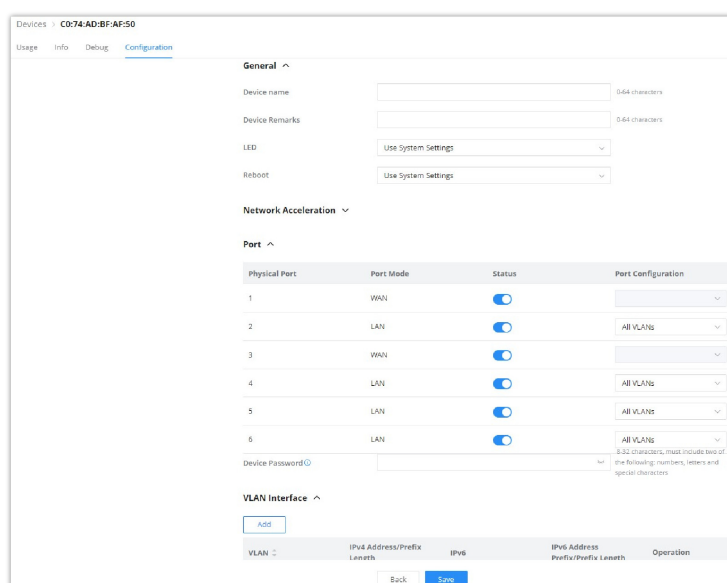 Devices > C0:74:AD:BF:AF:50
Usage Info Debug Configuration
General
Device name 0-64 characters
Device Remarks 0-64 characters
LED Use System Settings
Reboot Use System Settings
Network Acceleration
Port
Physical Port Port Mode Status Port Configuration
1 WAN
2 LAN All VLANs
3 WAN
4 LAN All VLANs
5 LAN All VLANs
6 LAN All VLANs
Device Password 8-32 characters, must include two of
the following: numbers, letters and
special characters
VLAN Interface
Add
VLAN IPv4 Address/Prefix Length IPv6 IPv6 Address Prefix/Prefix Length Operation
Back Save